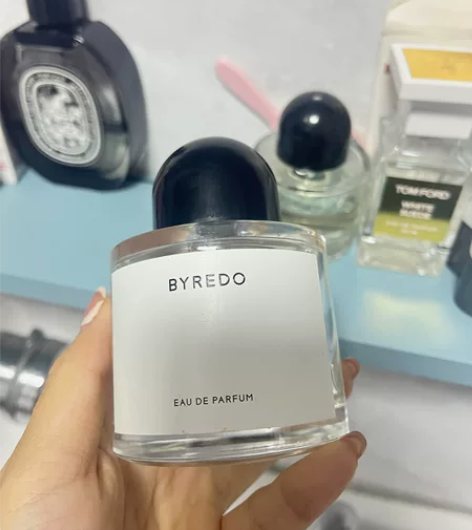 BYREDO
EAU DE PARFUM
TOM FORD
WHITE
SUEDE